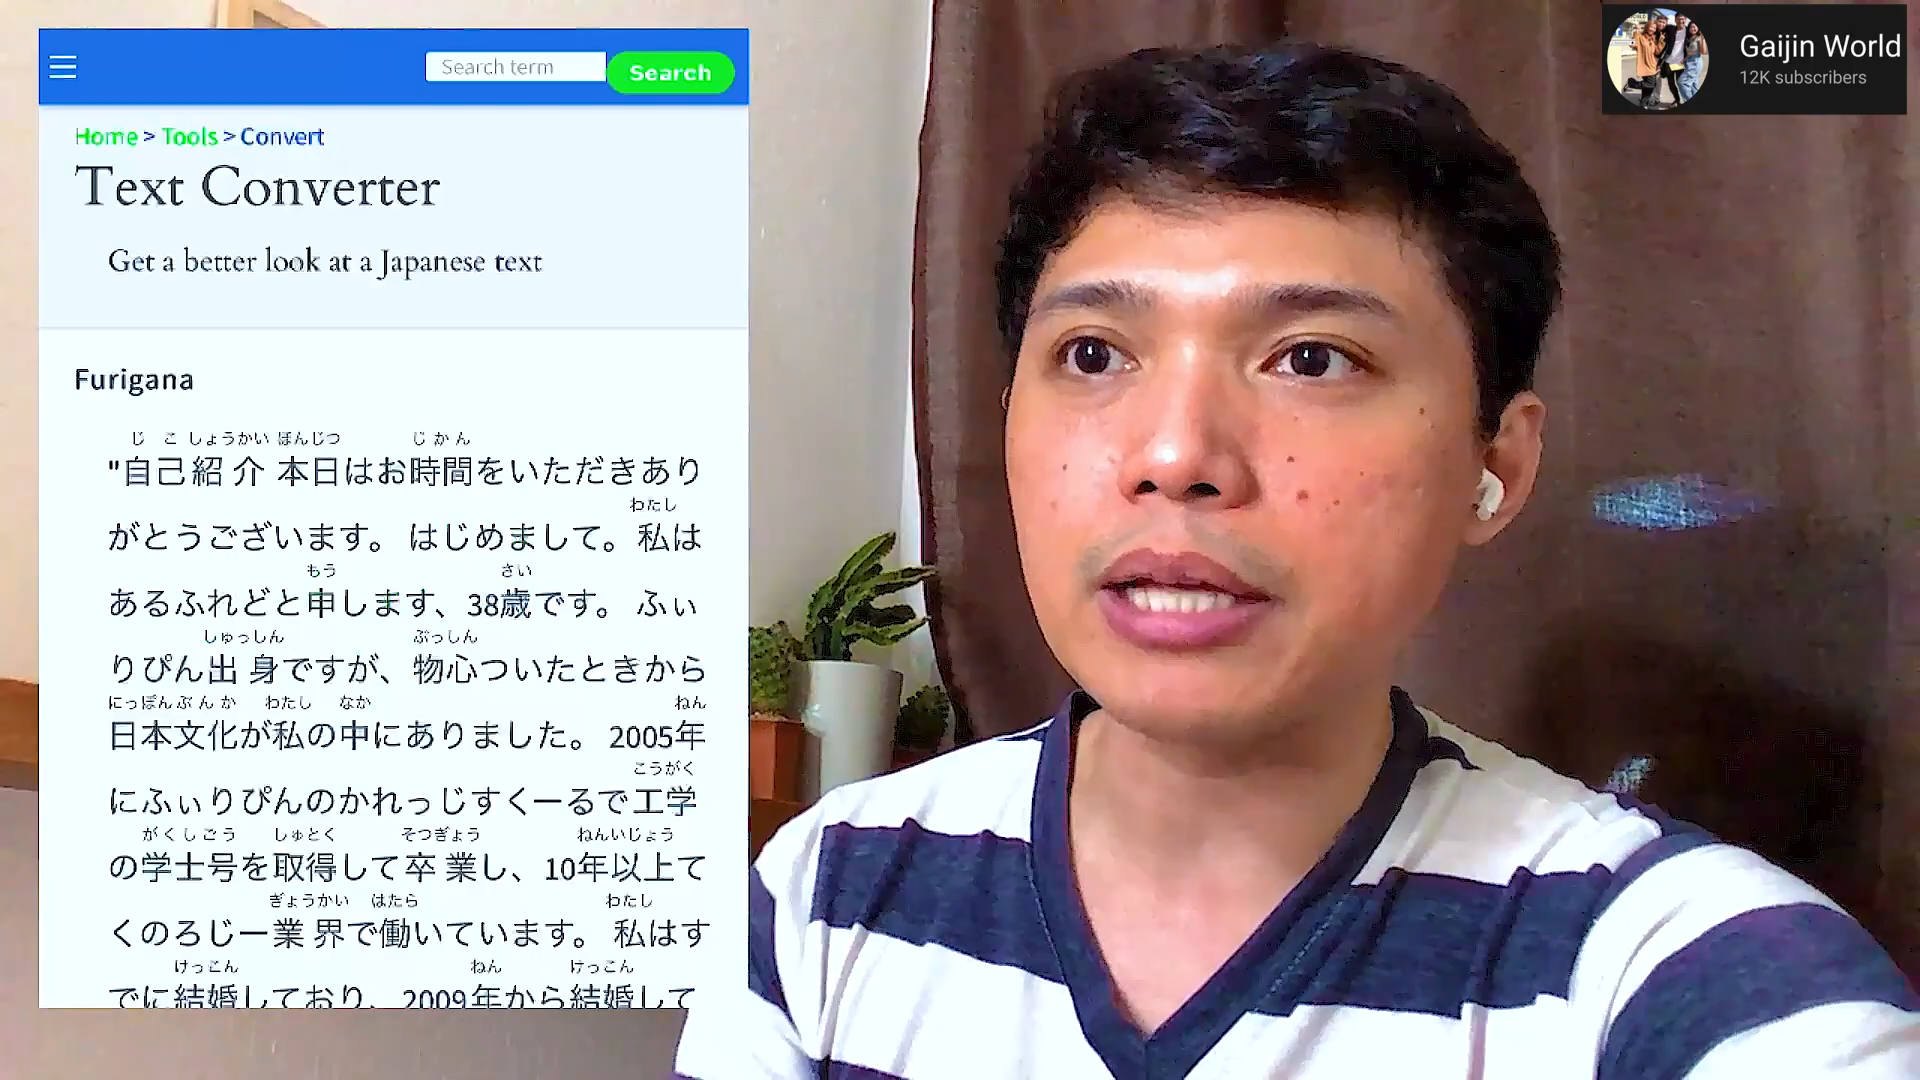 Search term
Search
Home > Tools > Convert
Text Converter
Get a better look at a Japanese text
Furigana
じ こ しょうかい ほんじつ じかん
"自己紹介 本日はお時間をいただきあり
わたし
がとうございます。 はじめまして。私は
もう さい
あるふれどと申します、38歳です。 ふぃ
しゅっしん ぶっしん
りぴん出身ですが、物心ついたときから
にっぽんぶんか わたし なか ねん
日本文化が私の中にありました。 2005年
こうがく
にふぃりぴんのかれっじすくーるで工学
がくしごう しゅとく そつぎょう ねんいじょう
の学士号を取得して卒業し、10年以上て
ぎょうかい はたら わたし
くのろじー業界で働いています。 私はす
けっこん ねん けっこん
でに結婚しており、2009年から結婚して
Gaijin World
12K subscribers